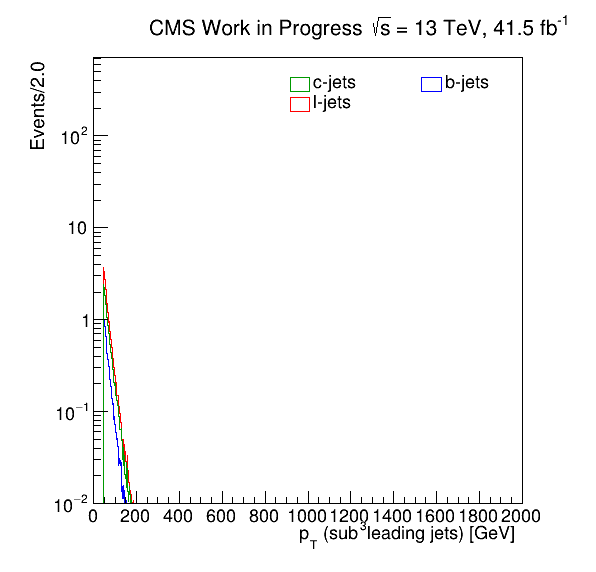 CMS Work in Progress √s = 13 TeV, 41.5 fb⁻¹
Events/2.0
c-jets
b-jets
l-jets
10²
10
1
10⁻¹
10⁻²
0 200 400 600 800 1000 1200 1400 1600 1800 2000
p_T (sub³leading jets) [GeV]